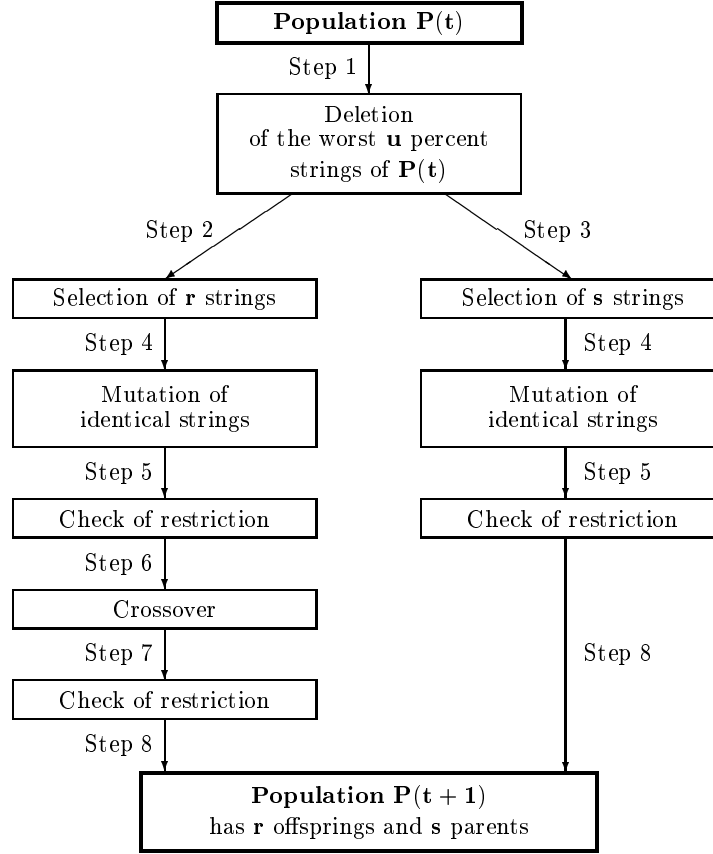 Population P(t)
Step 1
Deletion
of the worst u percent
strings of P(t)
Step 2
Step 3
Selection of r strings
Selection of s strings
Step 4
Step 4
Mutation of
identical strings
Mutation of
identical strings
Step 5
Step 5
Check of restriction
Check of restriction
Step 6
Crossover
Step 7
Step 8
Check of restriction
Step 8
Population P(t + 1)
has r offsprings and s parents